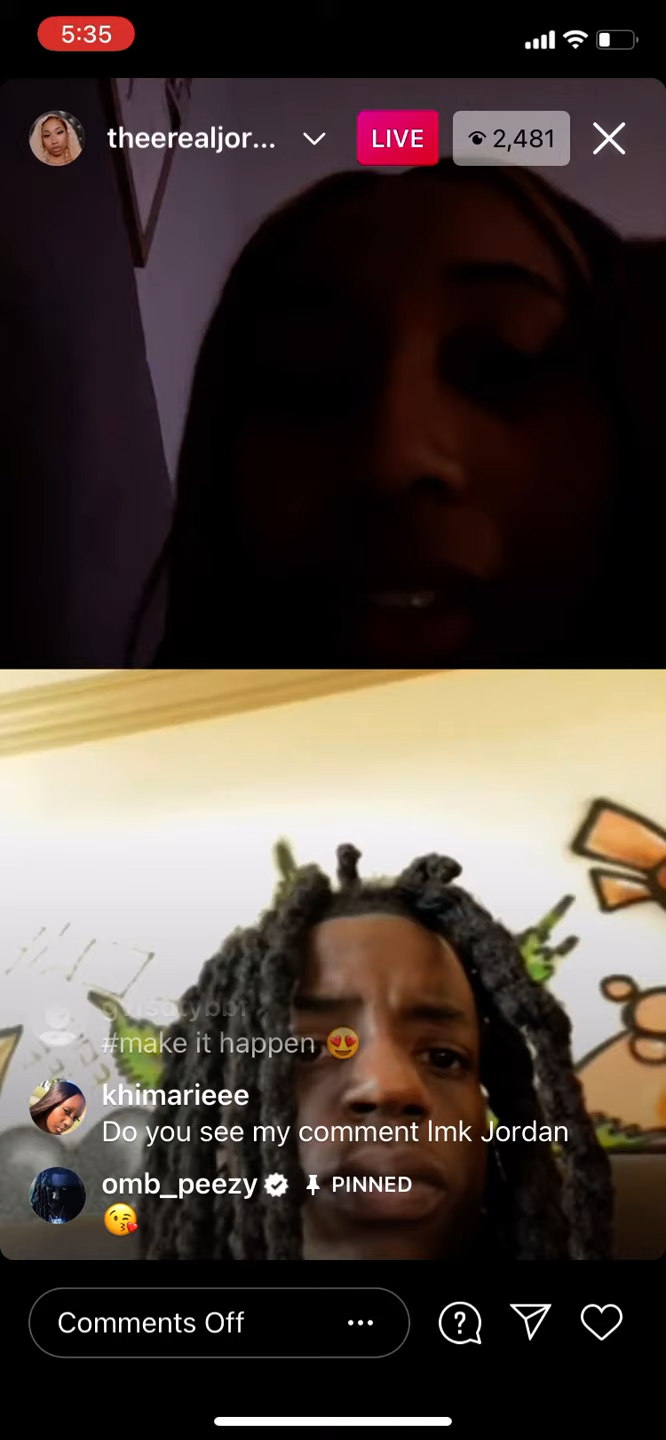 5:35
theerealjor...
LIVE
2,481
#make it happen 😍
khimarieee
Do you see my comment lmk Jordan
omb_peezy
PINNED
😘
Comments Off